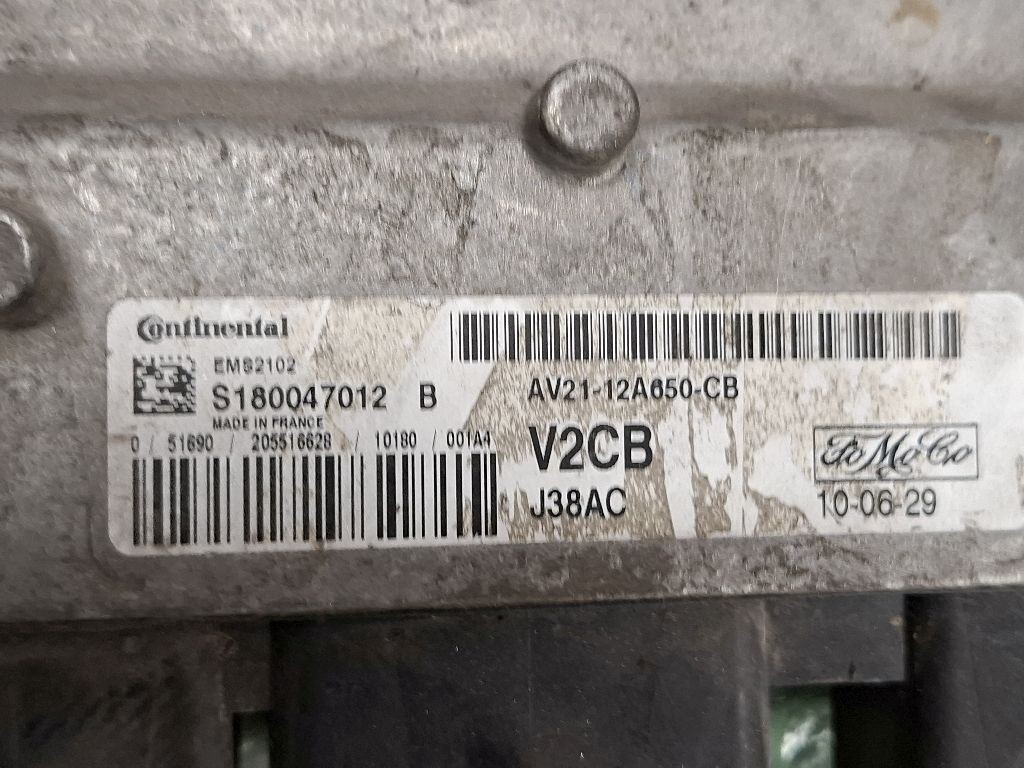 Continental
EMS2102
S180047012 B
MADE IN FRANCE
0 / 51690 / 205516628 / 10180 / 001A4
AV21-12A650-CB
V2CB
J38AC
FoMoCo
10-06-29